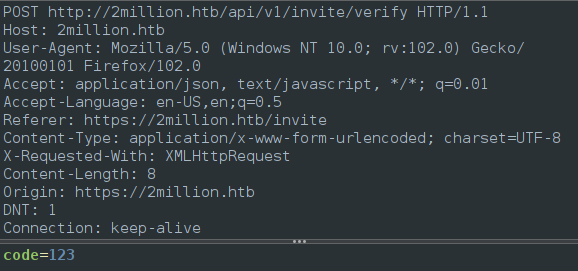 POST http://2million.htb/api/v1/invite/verify HTTP/1.1
Host: 2million.htb
User-Agent: Mozilla/5.0 (Windows NT 10.0; rv:102.0) Gecko/
20100101 Firefox/102.0
Accept: application/json, text/javascript, */*; q=0.01
Accept-Language: en-US,en;q=0.5
Referer: https://2million.htb/invite
Content-Type: application/x-www-form-urlencoded; charset=UTF-8
X-Requested-With: XMLHttpRequest
Content-Length: 8
Origin: https://2million.htb
DNT: 1
Connection: keep-alive
code=123